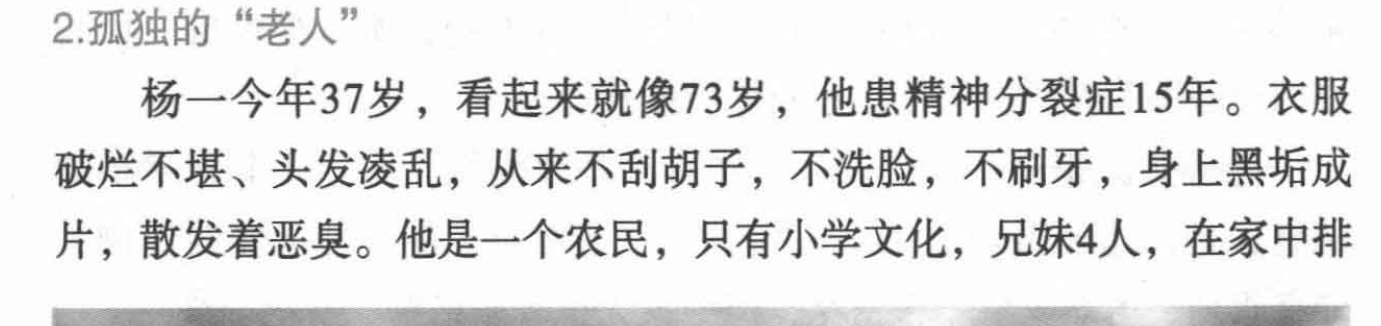 2.孤独的“老人”
杨一今年37岁，看起来就像73岁，他患精神分裂症15年。衣服
破烂不堪、头发凌乱，从来不刮胡子，不洗脸，不刷牙，身上黑垢成
片，散发着恶臭。他是一个农民，只有小学文化，兄妹4人，在家中排